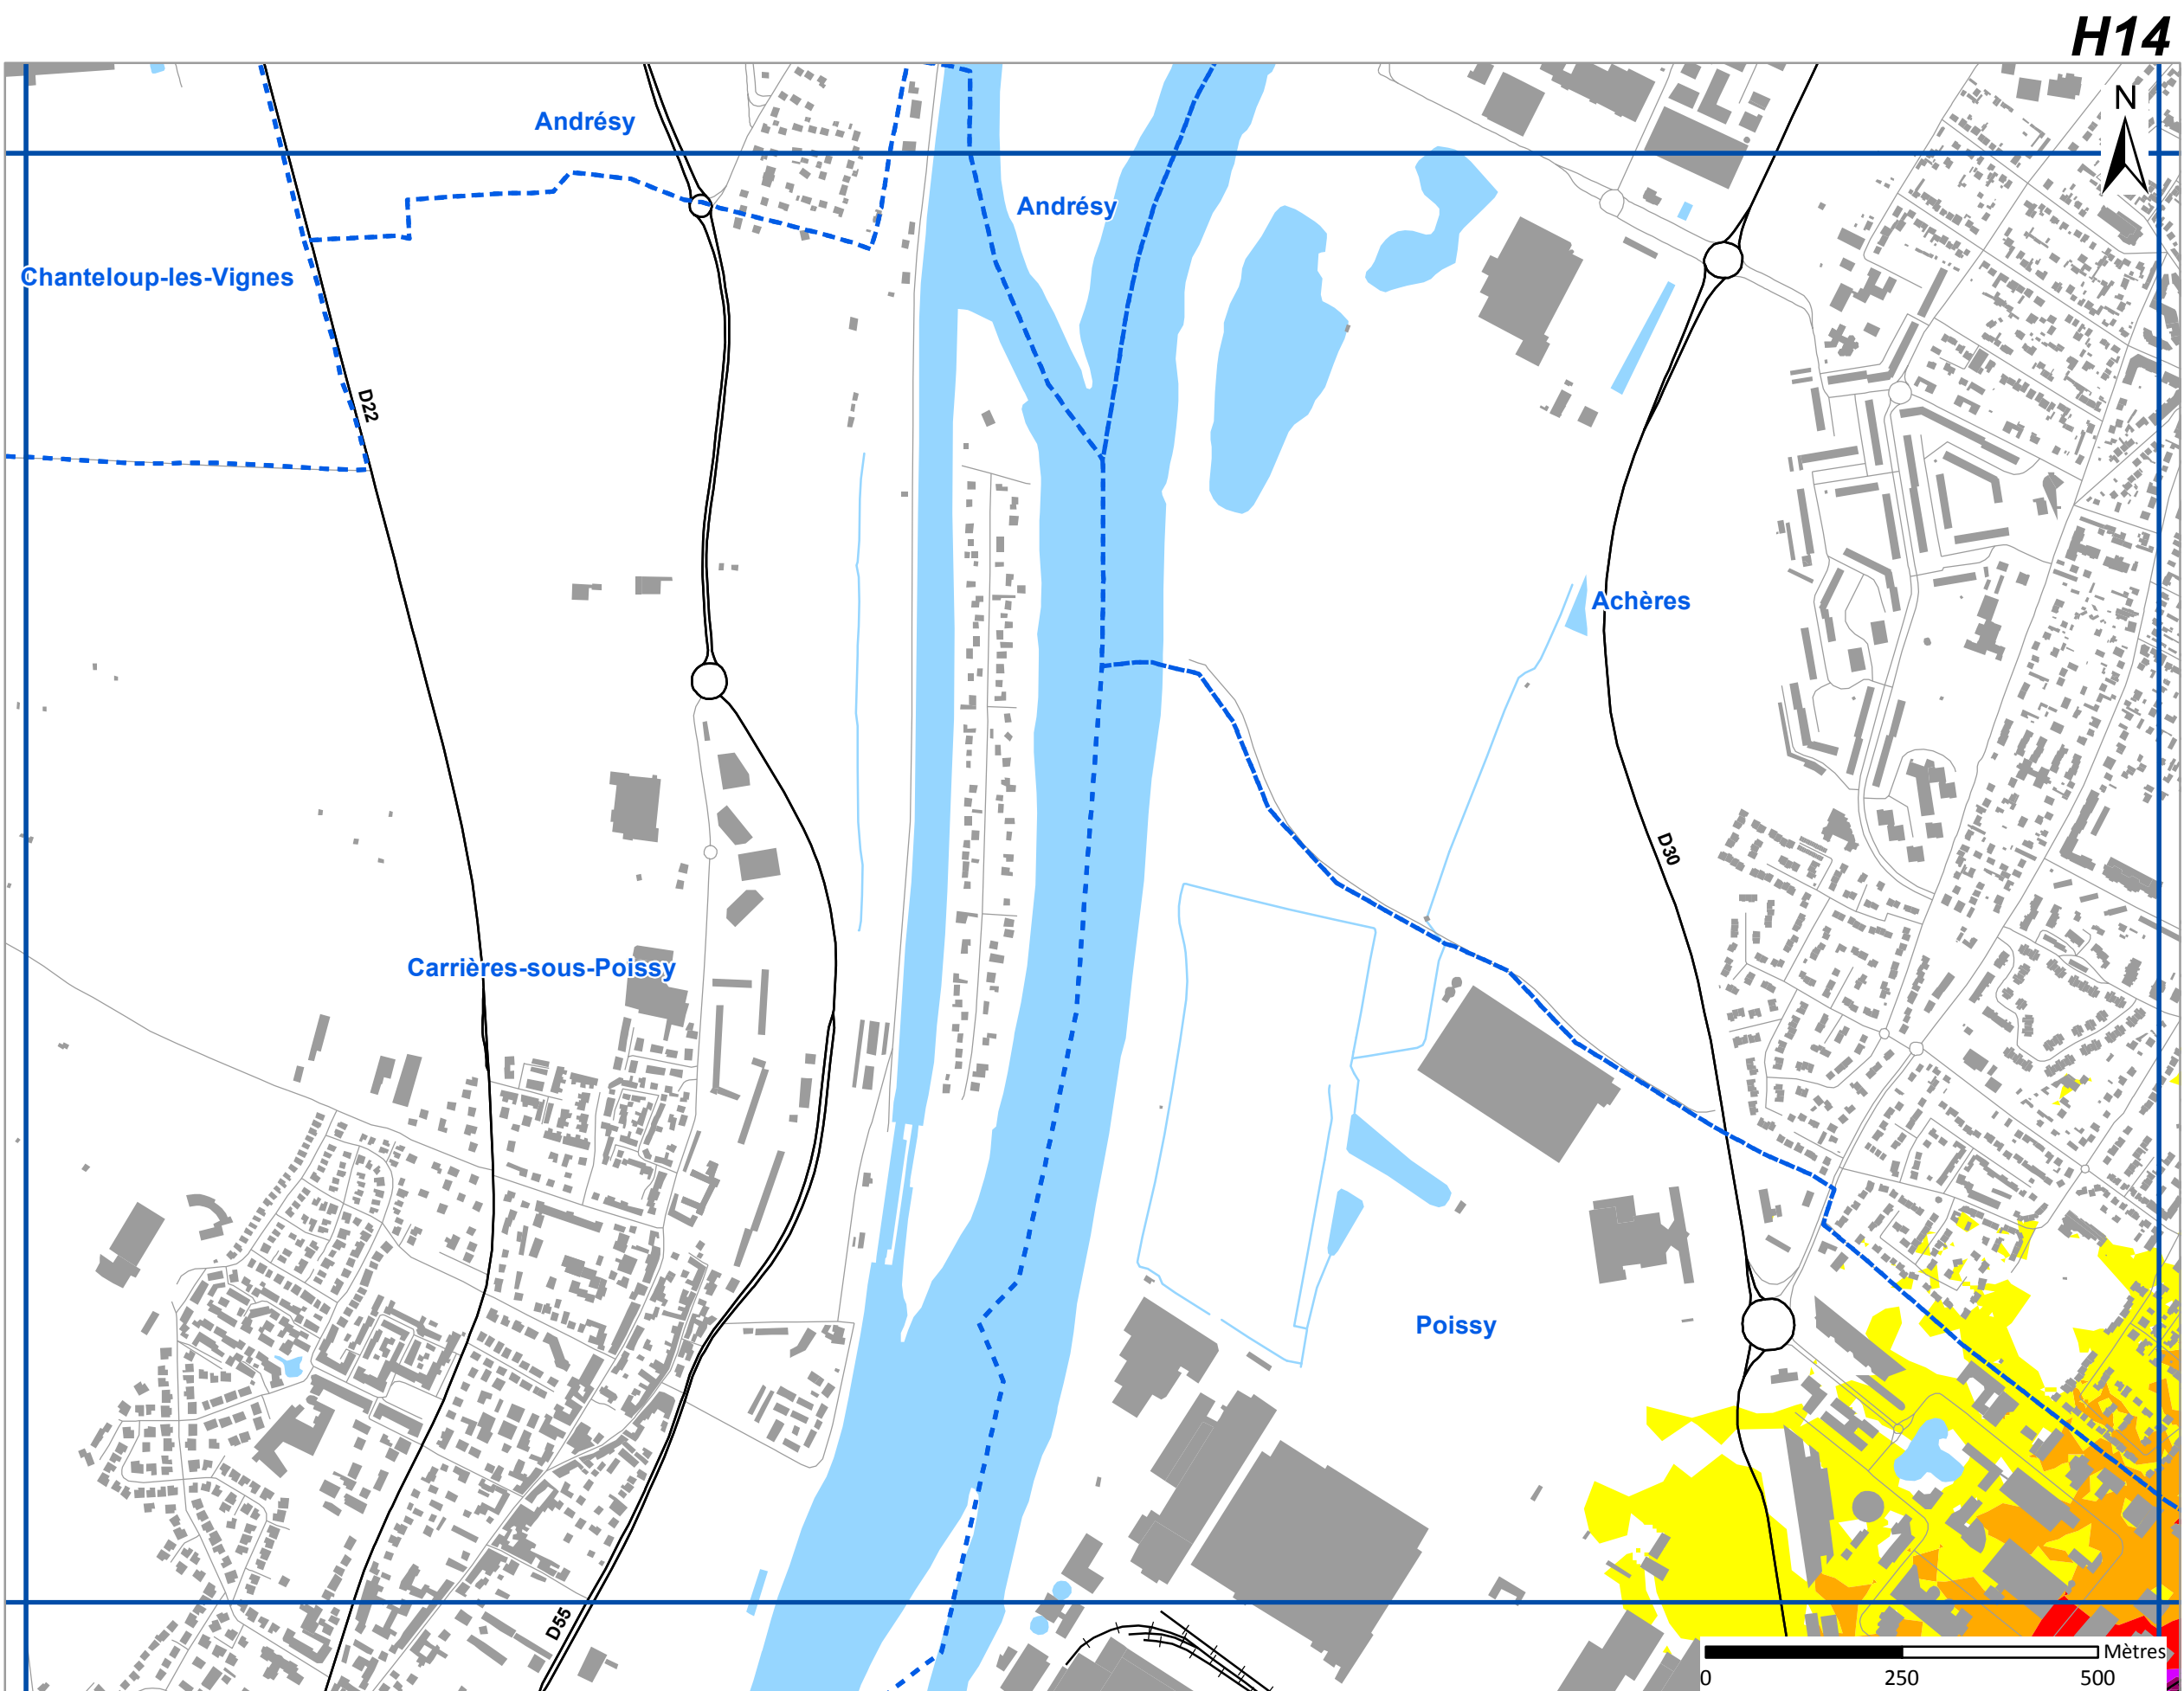 H14
N
Andrésy
Andrésy
Chanteloup-les-Vignes
D22
Achères
D30
Carrières-sous-Poissy
Poissy
D55
Mètres
0 250 500